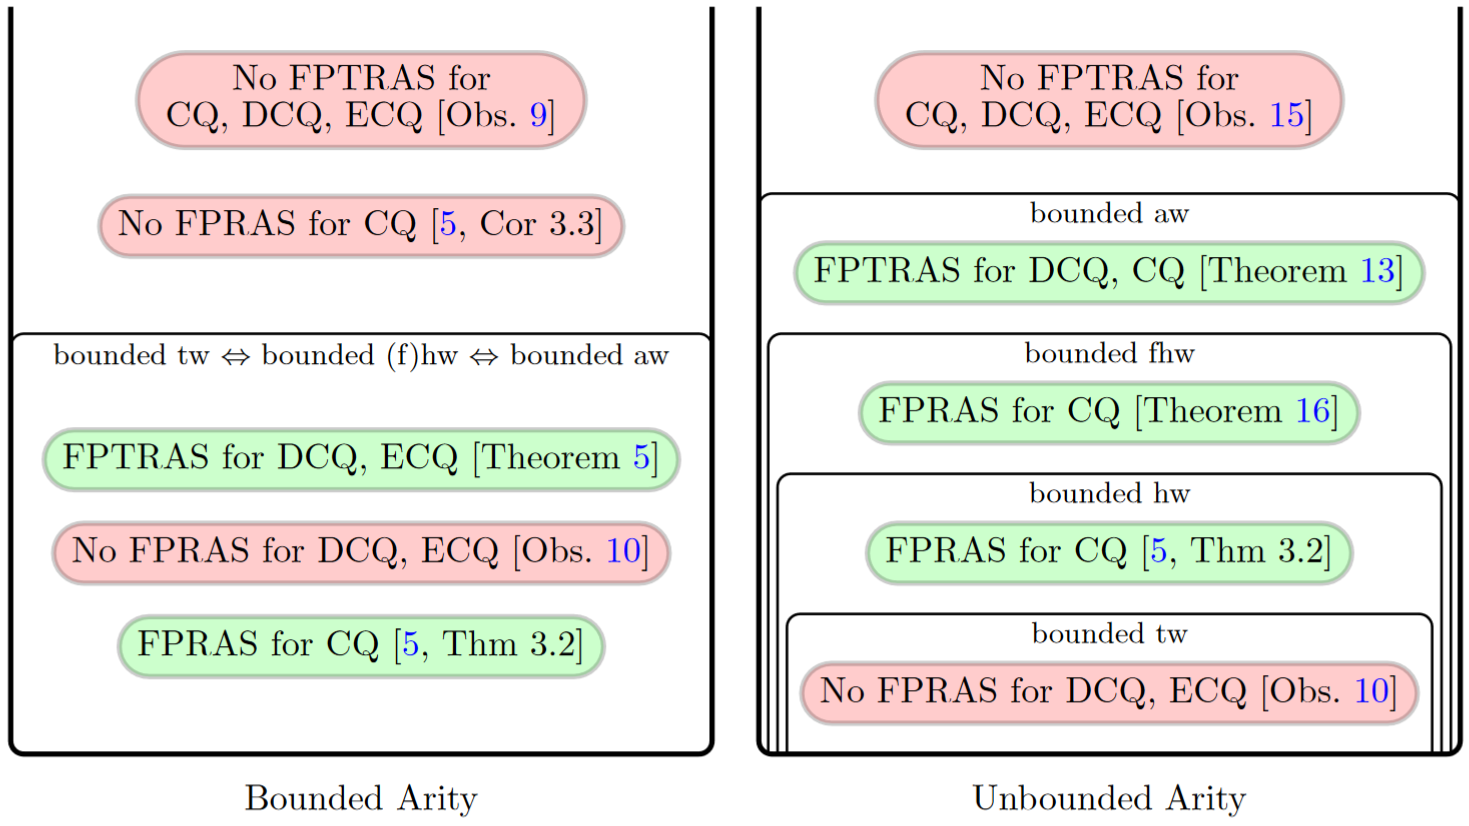 No FPTRAS for
CQ, DCQ, ECQ [Obs. 9]
No FPRAS for CQ [5, Cor 3.3]
bounded tw ⇔ bounded (f)hw ⇔ bounded aw
FPTRAS for DCQ, ECQ [Theorem 5]
No FPRAS for DCQ, ECQ [Obs. 10]
FPRAS for CQ [5, Thm 3.2]
Bounded Arity
No FPTRAS for
CQ, DCQ, ECQ [Obs. 15]
bounded aw
FPTRAS for DCQ, CQ [Theorem 13]
bounded fhw
FPRAS for CQ [Theorem 16]
bounded hw
FPRAS for CQ [5, Thm 3.2]
bounded tw
No FPRAS for DCQ, ECQ [Obs. 10]
Unbounded Arity